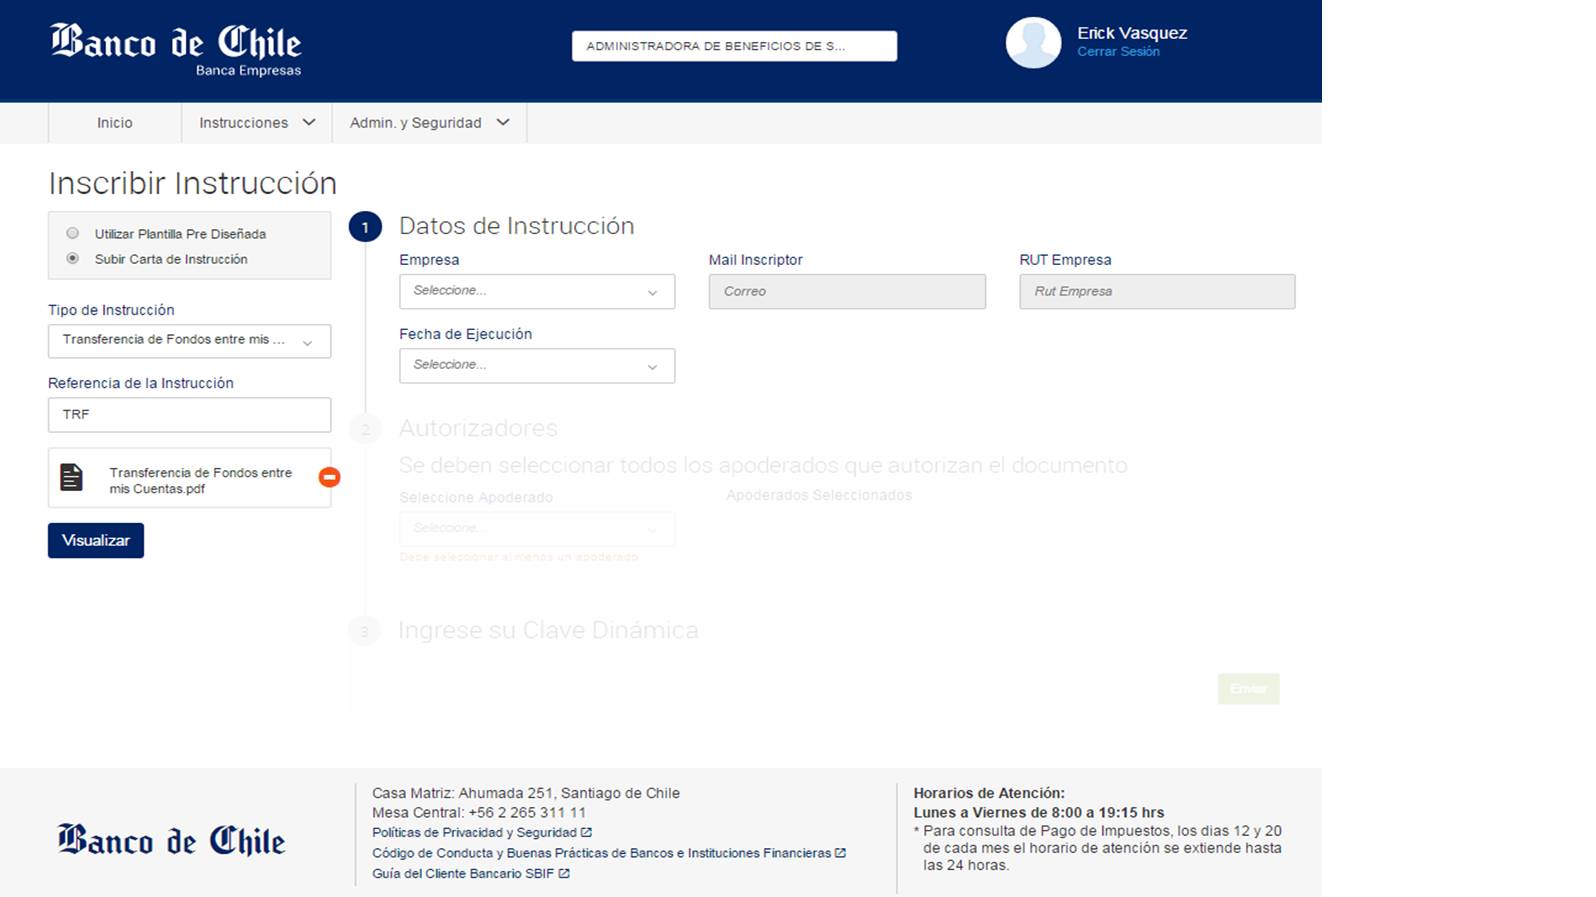 Banco de Chile
Banca Empresas
ADMINISTRADORA DE BENEFICIOS DE S...
Erick Vasquez
Cerrar Sesión
Inicio
Instrucciones
Admin. y Seguridad
Inscribir Instrucción
Utilizar Plantilla Pre Diseñada
Subir Carta de Instrucción
Tipo de Instrucción
Transferencia de Fondos entre mis ...
Referencia de la Instrucción
TRF
Transferencia de Fondos entre
mis Cuentas.pdf
Visualizar
1
Datos de Instrucción
Empresa
Seleccione...
Mail Inscriptor
Correo
RUT Empresa
Rut Empresa
Fecha de Ejecución
Seleccione...
2
Autorizadores
Se deben seleccionar todos los apoderados que autorizan el documento
Seleccione Apoderado
Apoderados Seleccionados
Seleccione...
Debe seleccionar al menos un apoderado
3
Ingrese su Clave Dinámica
Enviar
Banco de Chile
Casa Matriz: Ahumada 251, Santiago de Chile
Mesa Central: +56 2 265 311 11
Políticas de Privacidad y Seguridad
Código de Conducta y Buenas Prácticas de Bancos e Instituciones Financieras
Guía del Cliente Bancario SBIF
Horarios de Atención:
Lunes a Viernes de 8:00 a 19:15 hrs
* Para consulta de Pago de Impuestos, los dias 12 y 20
de cada mes el horario de atención se extiende hasta
las 24 horas.